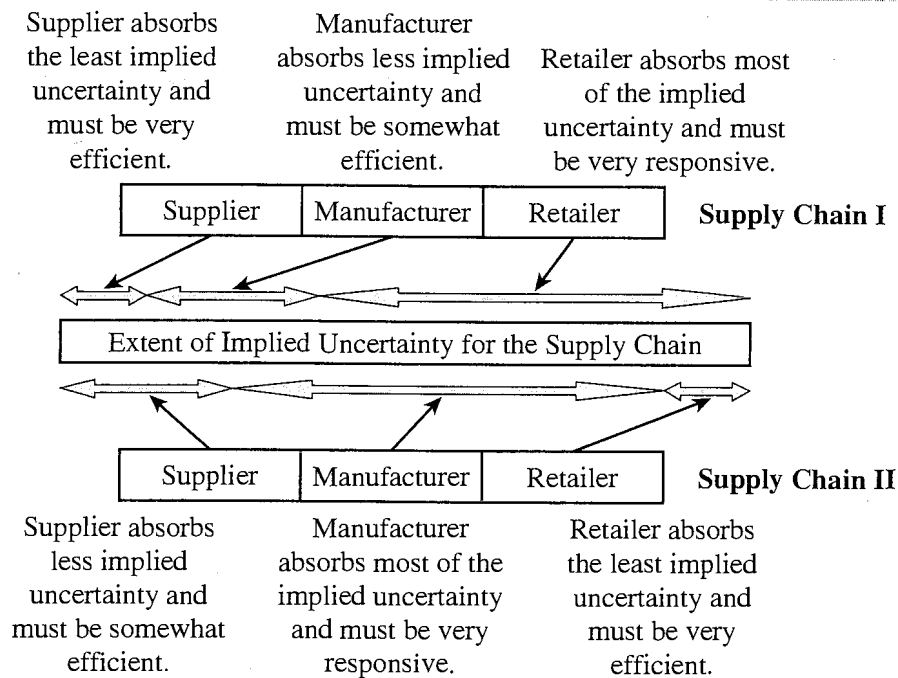 Supplier absorbs
the least implied
uncertainty and
must be very
efficient.
Manufacturer
absorbs less implied
uncertainty and
must be somewhat
efficient.
Retailer absorbs most
of the implied
uncertainty and must
be very responsive.
Supplier
Manufacturer
Retailer
Supply Chain I
Extent of Implied Uncertainty for the Supply Chain
Supplier
Manufacturer
Retailer
Supply Chain II
Supplier absorbs
less implied
uncertainty and
must be somewhat
efficient.
Manufacturer
absorbs most of the
implied uncertainty
and must be very
responsive.
Retailer absorbs
the least implied
uncertainty and
must be very
efficient.